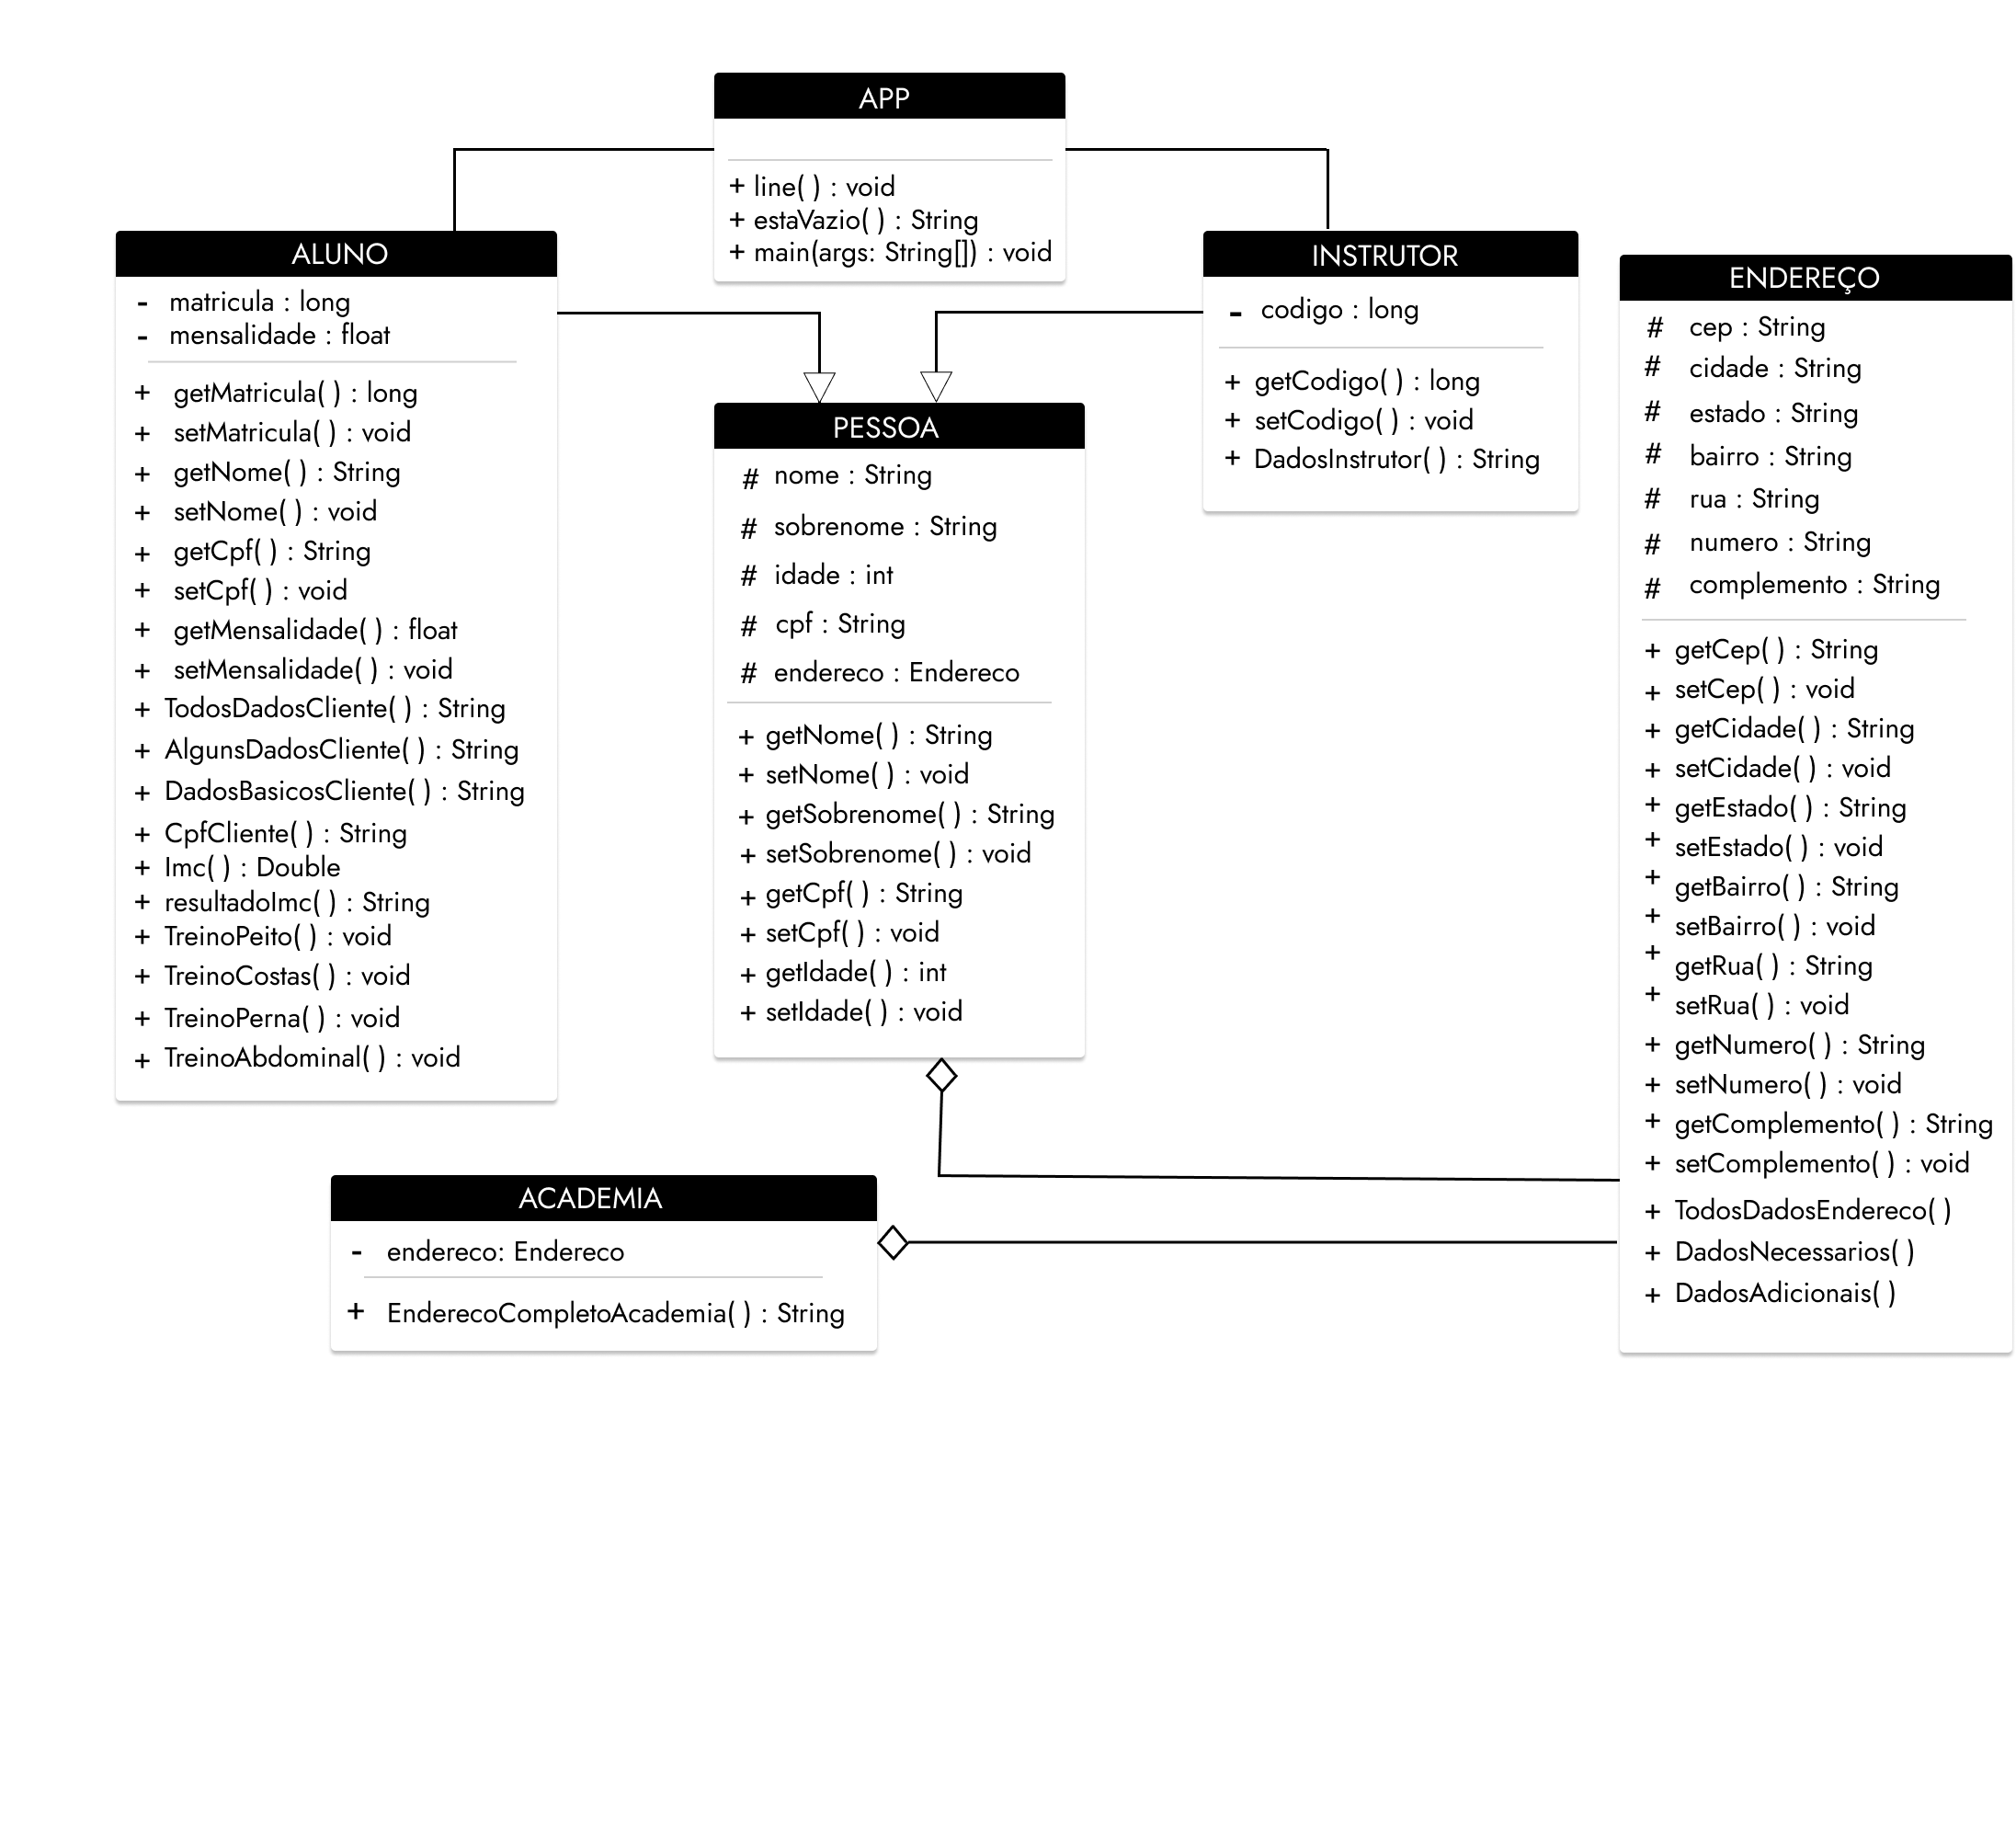 APP
+ line( ) : void
+ estaVazio( ) : String
+ main(args: String[]) : void
ALUNO
- matricula : long
- mensalidade : float
+ getMatricula( ) : long
+ setMatricula( ) : void
+ getNome( ) : String
+ setNome( ) : void
+ getCpf( ) : String
+ setCpf( ) : void
+ getMensalidade( ) : float
+ setMensalidade( ) : void
+ TodosDadosCliente( ) : String
+ AlgunsDadosCliente( ) : String
+ DadosBasicosCliente( ) : String
+ CpfCliente( ) : String
+ Imc( ) : Double
+ resultadoImc( ) : String
+ TreinoPeito( ) : void
+ TreinoCostas( ) : void
+ TreinoPerna( ) : void
+ TreinoAbdominal( ) : void
INSTRUTOR
- codigo : long
+ getCodigo( ) : long
+ setCodigo( ) : void
+ DadosInstrutor( ) : String
PESSOA
# nome : String
# sobrenome : String
# idade : int
# cpf : String
# endereco : Endereco
+ getNome( ) : String
+ setNome( ) : void
+ getSobrenome( ) : String
+ setSobrenome( ) : void
+ getCpf( ) : String
+ setCpf( ) : void
+ getIdade( ) : int
+ setIdade( ) : void
ENDEREÇO
# cep : String
# cidade : String
# estado : String
# bairro : String
# rua : String
# numero : String
# complemento : String
+ getCep( ) : String
+ setCep( ) : void
+ getCidade( ) : String
+ setCidade( ) : void
+ getEstado( ) : String
+ setEstado( ) : void
+ getBairro( ) : String
+ setBairro( ) : void
+ getRua( ) : String
+ setRua( ) : void
+ getNumero( ) : String
+ setNumero( ) : void
+ getComplemento( ) : String
+ setComplemento( ) : void
+ TodosDadosEndereco( )
+ DadosNecessarios( )
+ DadosAdicionais( )
ACADEMIA
- endereco: Endereco
+ EnderecoCompletoAcademia( ) : String